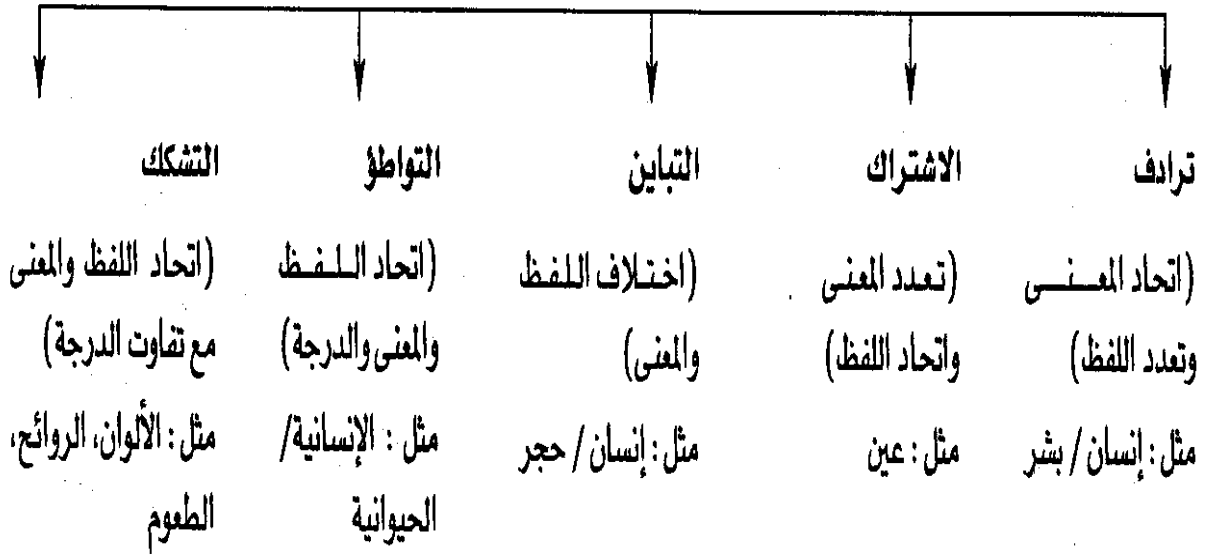 ترادف
(اتحاد المعنى
وتعدد اللفظ)
مثل: إنسان / بشر
الاشتراك
(تعدد المعنى
واتحاد اللفظ)
مثل: عين
التباين
(اختلاف اللفظ
والمعنى)
مثل: إنسان / حجر
التواطؤ
(اتحاد اللفظ
والمعنى والدرجة)
مثل: الإنسانية/
الحيوانية
التشكك
(اتحاد اللفظ والمعنى
مع تفاوت الدرجة)
مثل: الألوان، الروائح،
الطعوم